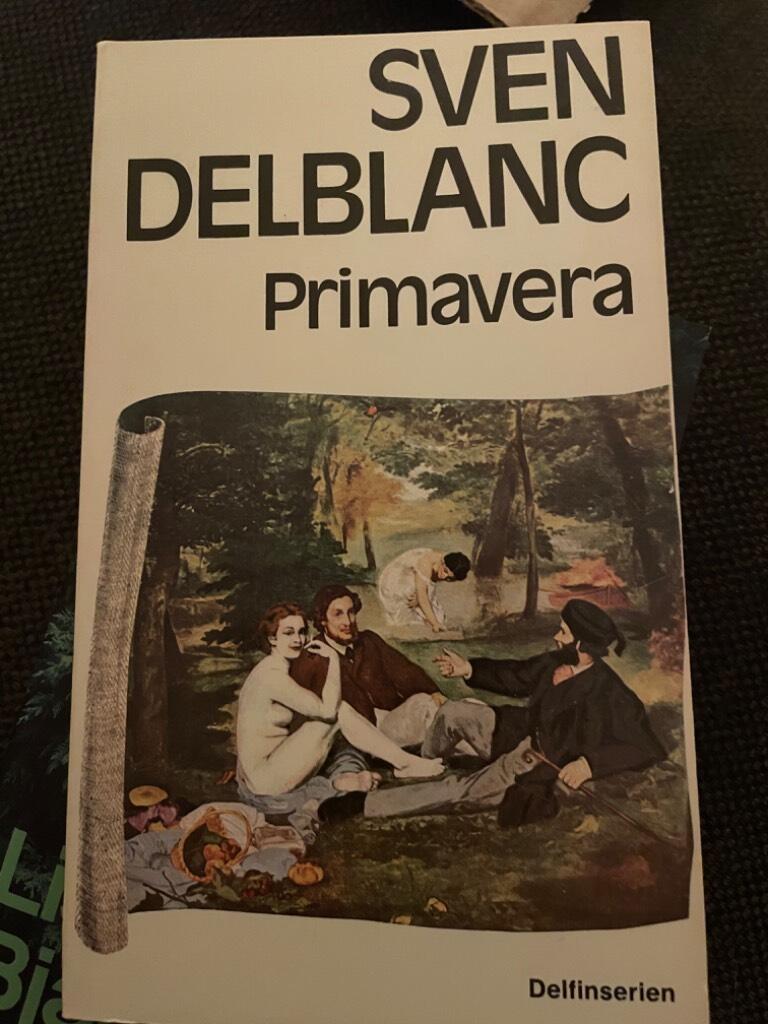 SVEN
DELBLANC
Primavera
Delfinserien